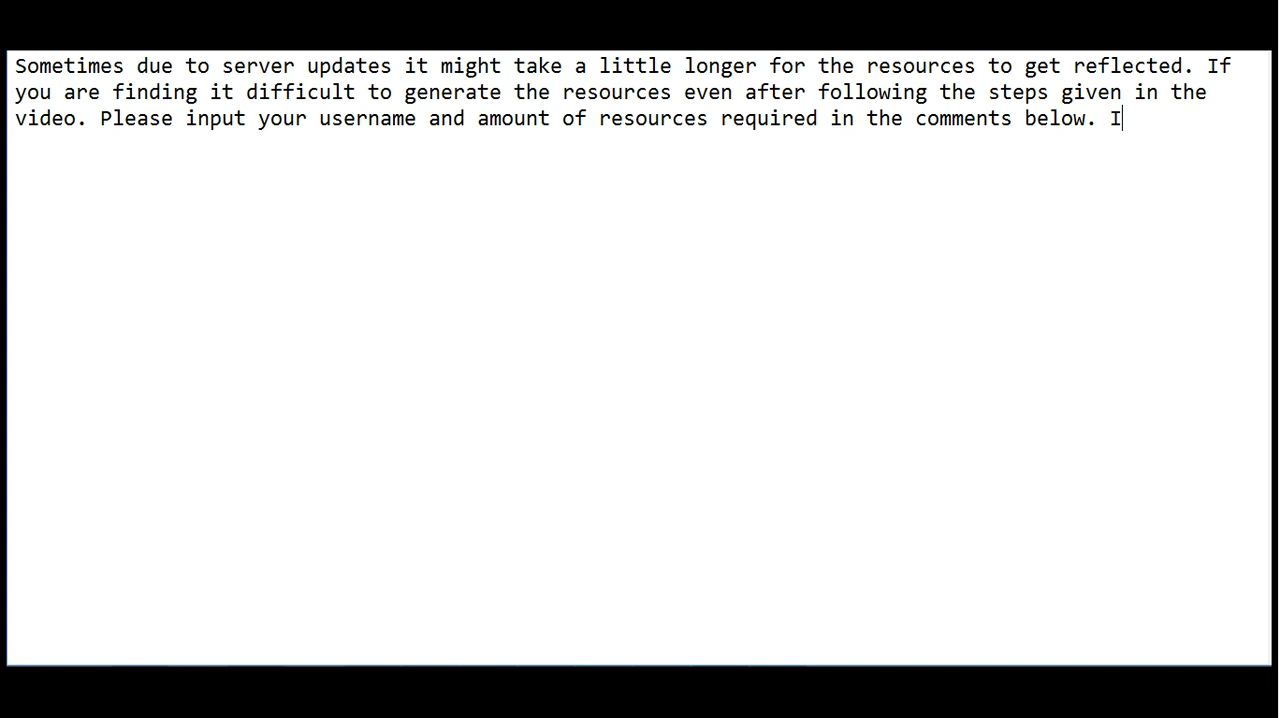 Sometimes due to server updates it might take a little longer for the resources to get reflected. If
you are finding it difficult to generate the resources even after following the steps given in the
video. Please input your username and amount of resources required in the comments below. I